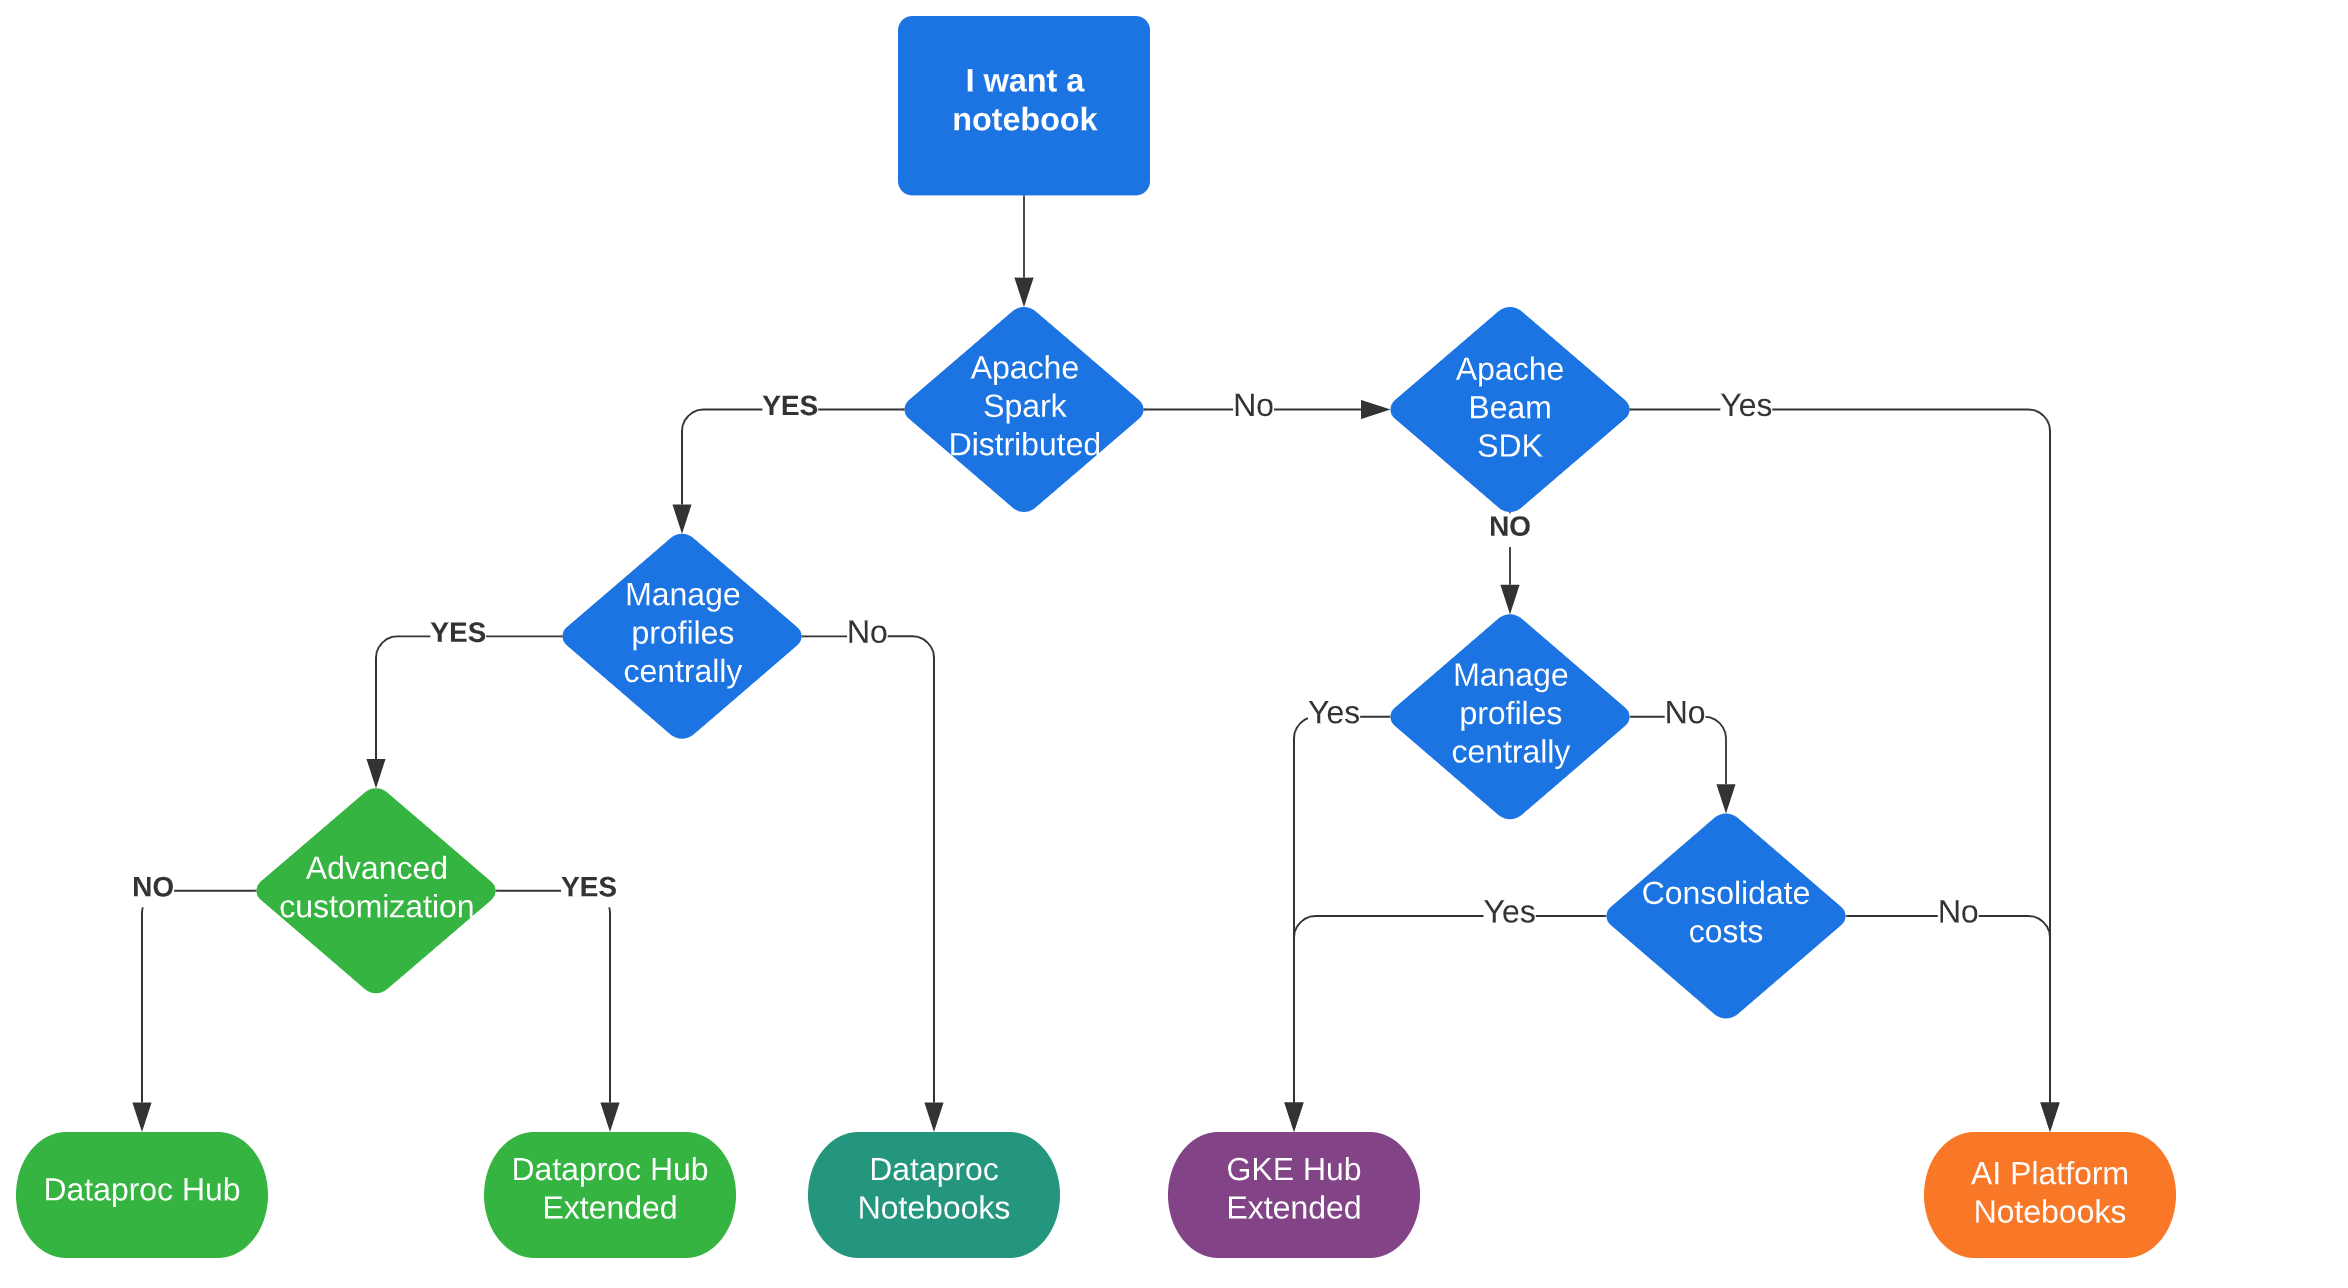 I want a
notebook
Apache
Spark
Distributed
YES
No
Apache
Beam
SDK
Yes
NO
Manage
profiles
centrally
YES
No
Manage
profiles
centrally
Yes
No
Advanced
customization
NO
YES
Consolidate
costs
Yes
No
Dataproc Hub
Dataproc Hub
Extended
Dataproc
Notebooks
GKE Hub
Extended
AI Platform
Notebooks